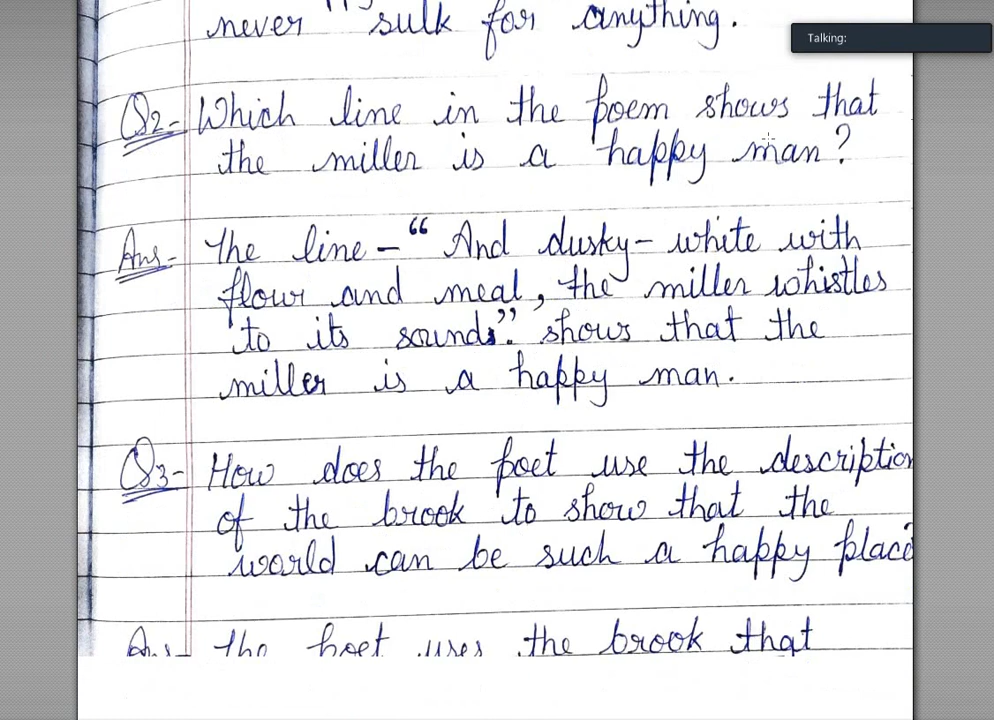 never sulk for anything.
Talking:
Q2- Which line in the poem shows that
the miller is a happy man?
Ans- The line - “ And dusky - white with
flour and meal, the miller whistles
to its sounds”. shows that the
miller is a happy man.
Q3- How does the poet use the description
of the brook to show that the
world can be such a happy place
Ans- The poet uses the brook that